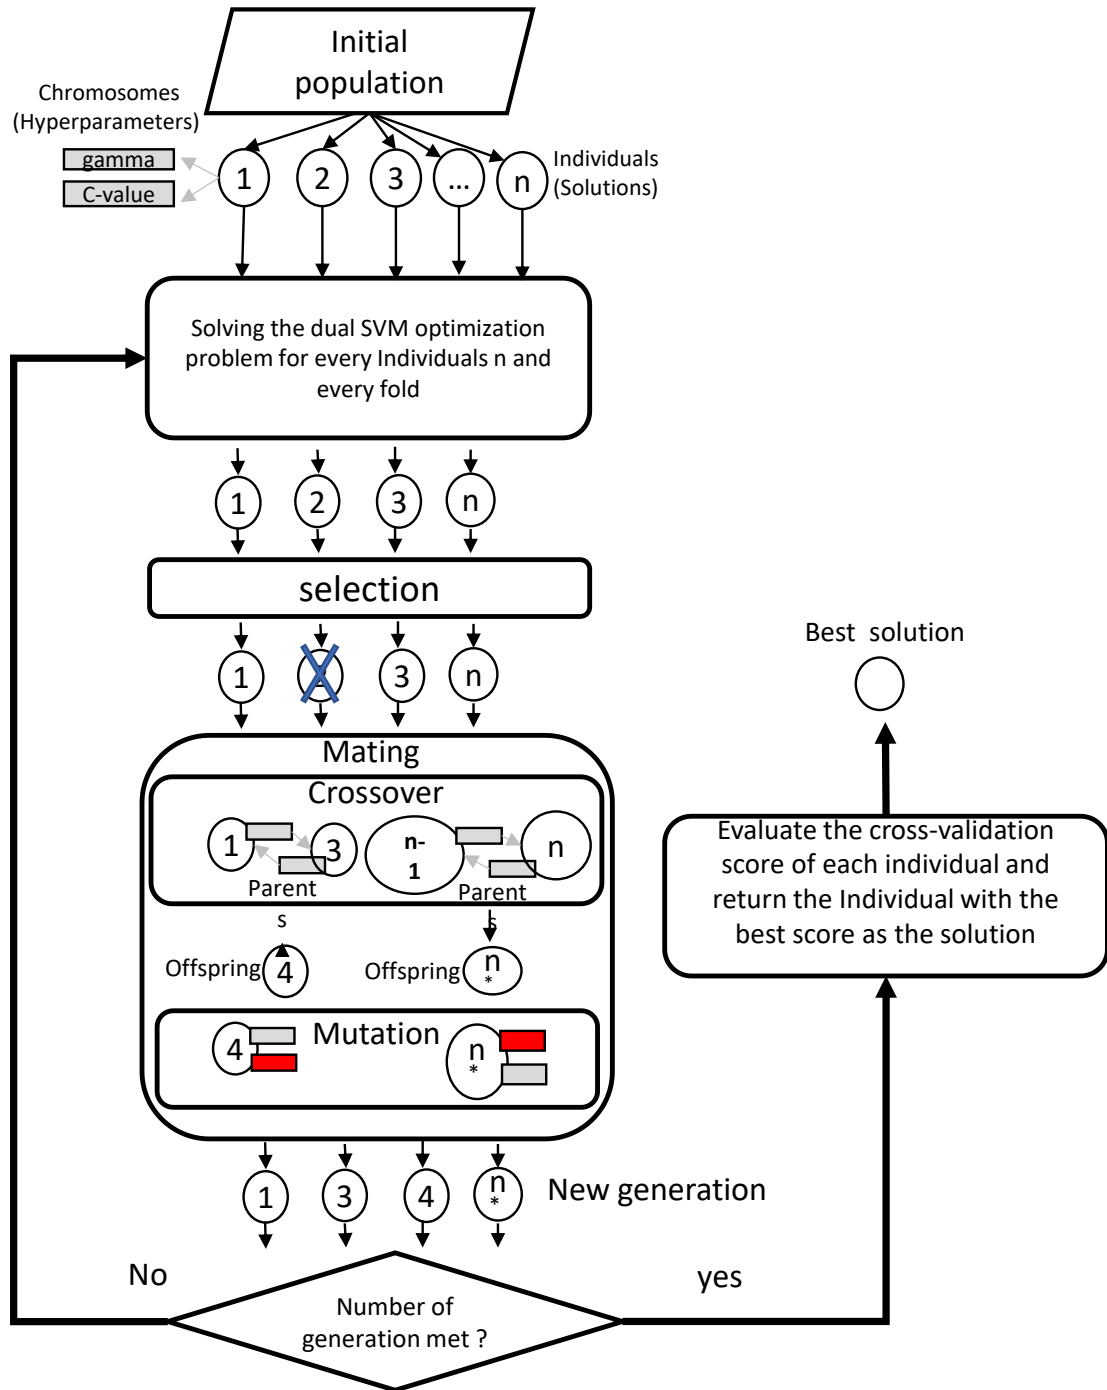 Initial
population
Chromosomes
(Hyperparameters)
gamma
C-value
1
2
3
...
n
Individuals
(Solutions)
Solving the dual SVM optimization
problem for every Individuals n and
every fold
1
2
3
n
selection
1
3
n
Mating
Crossover
1
3
n-
1
n
Parent
s
Parent
s
Offspring
4
Offspring
n
*
Mutation
4
n
*
1
3
4
n
*
New generation
No
yes
Number of
generation met ?
Best solution
Evaluate the cross-validation
score of each individual and
return the Individual with the
best score as the solution